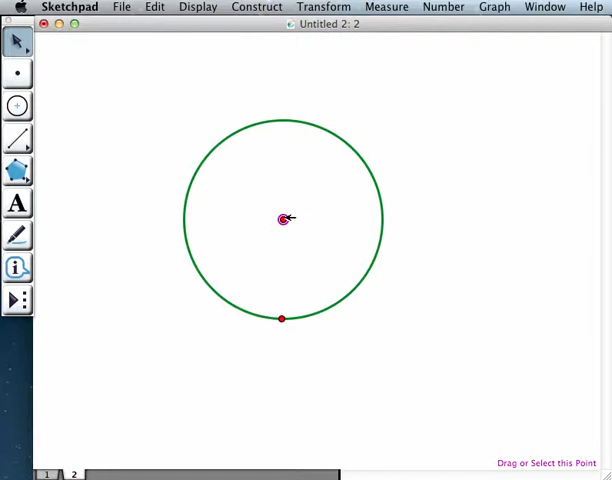 Sketchpad File Edit Display Construct Transform Measure Number Graph Window Help
Untitled 2: 2
A
i
Drag or Select this Point
1 2